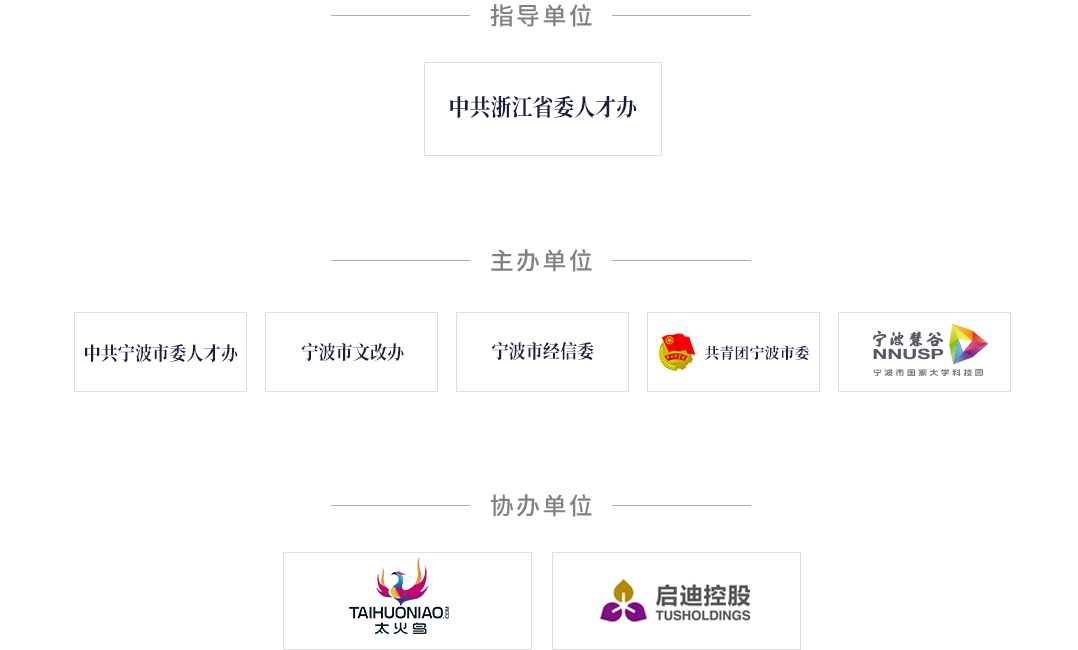 指导单位
中共浙江省委人才办
主办单位
中共宁波市委人才办
宁波市文改办
宁波市经信委
共青团宁波市委
宁波慧谷
NNUSP
宁波市国家大学科技园
协办单位
TAIHUONIAO.COM
太火鸟
启迪控股
TUSHOLDINGS